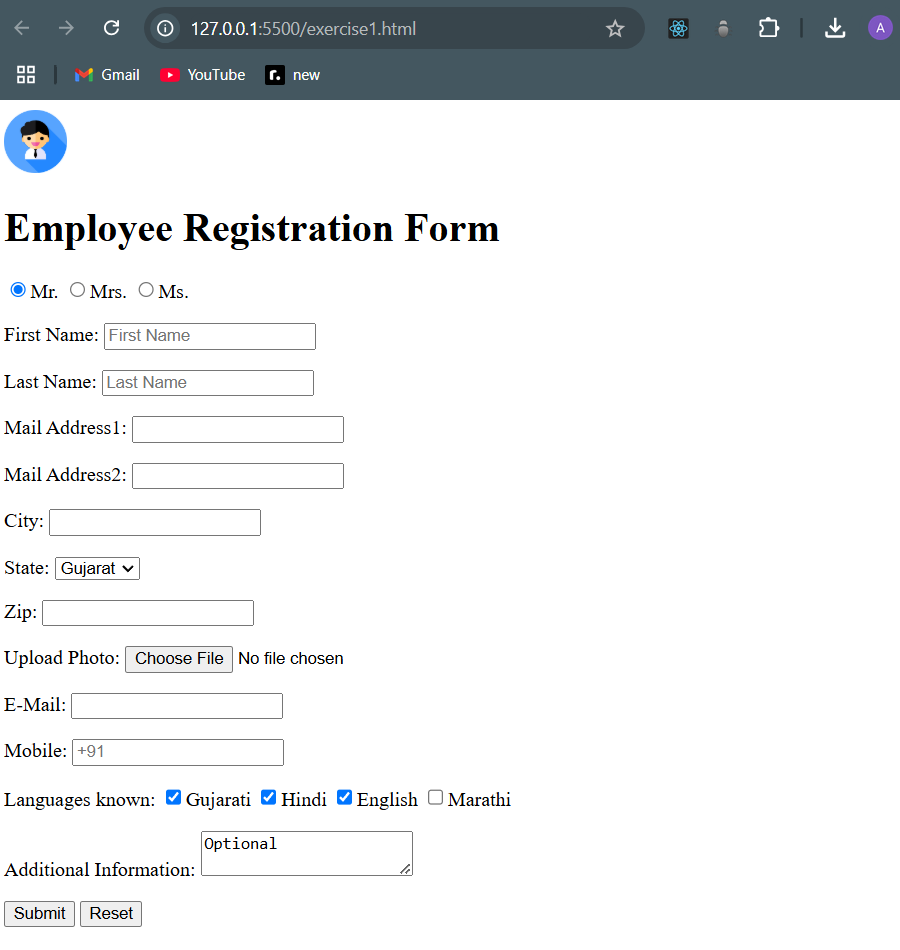 127.0.0.1:5500/exercise1.html
A
Gmail YouTube new
Employee Registration Form
Mr. Mrs. Ms.
First Name: First Name
Last Name: Last Name
Mail Address1:
Mail Address2:
City:
State: Gujarat
Zip:
Upload Photo: Choose File No file chosen
E-Mail:
Mobile: +91
Languages known: Gujarati Hindi English Marathi
Additional Information: Optional
Submit Reset